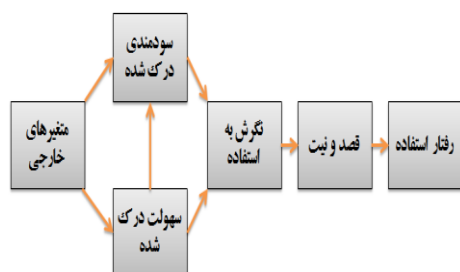 سودمندی
درک شده
متغیرهای
خارجی
نگرش به
استفاده
قصد و نیت
رفتار استفاده
سهولت درک
شده